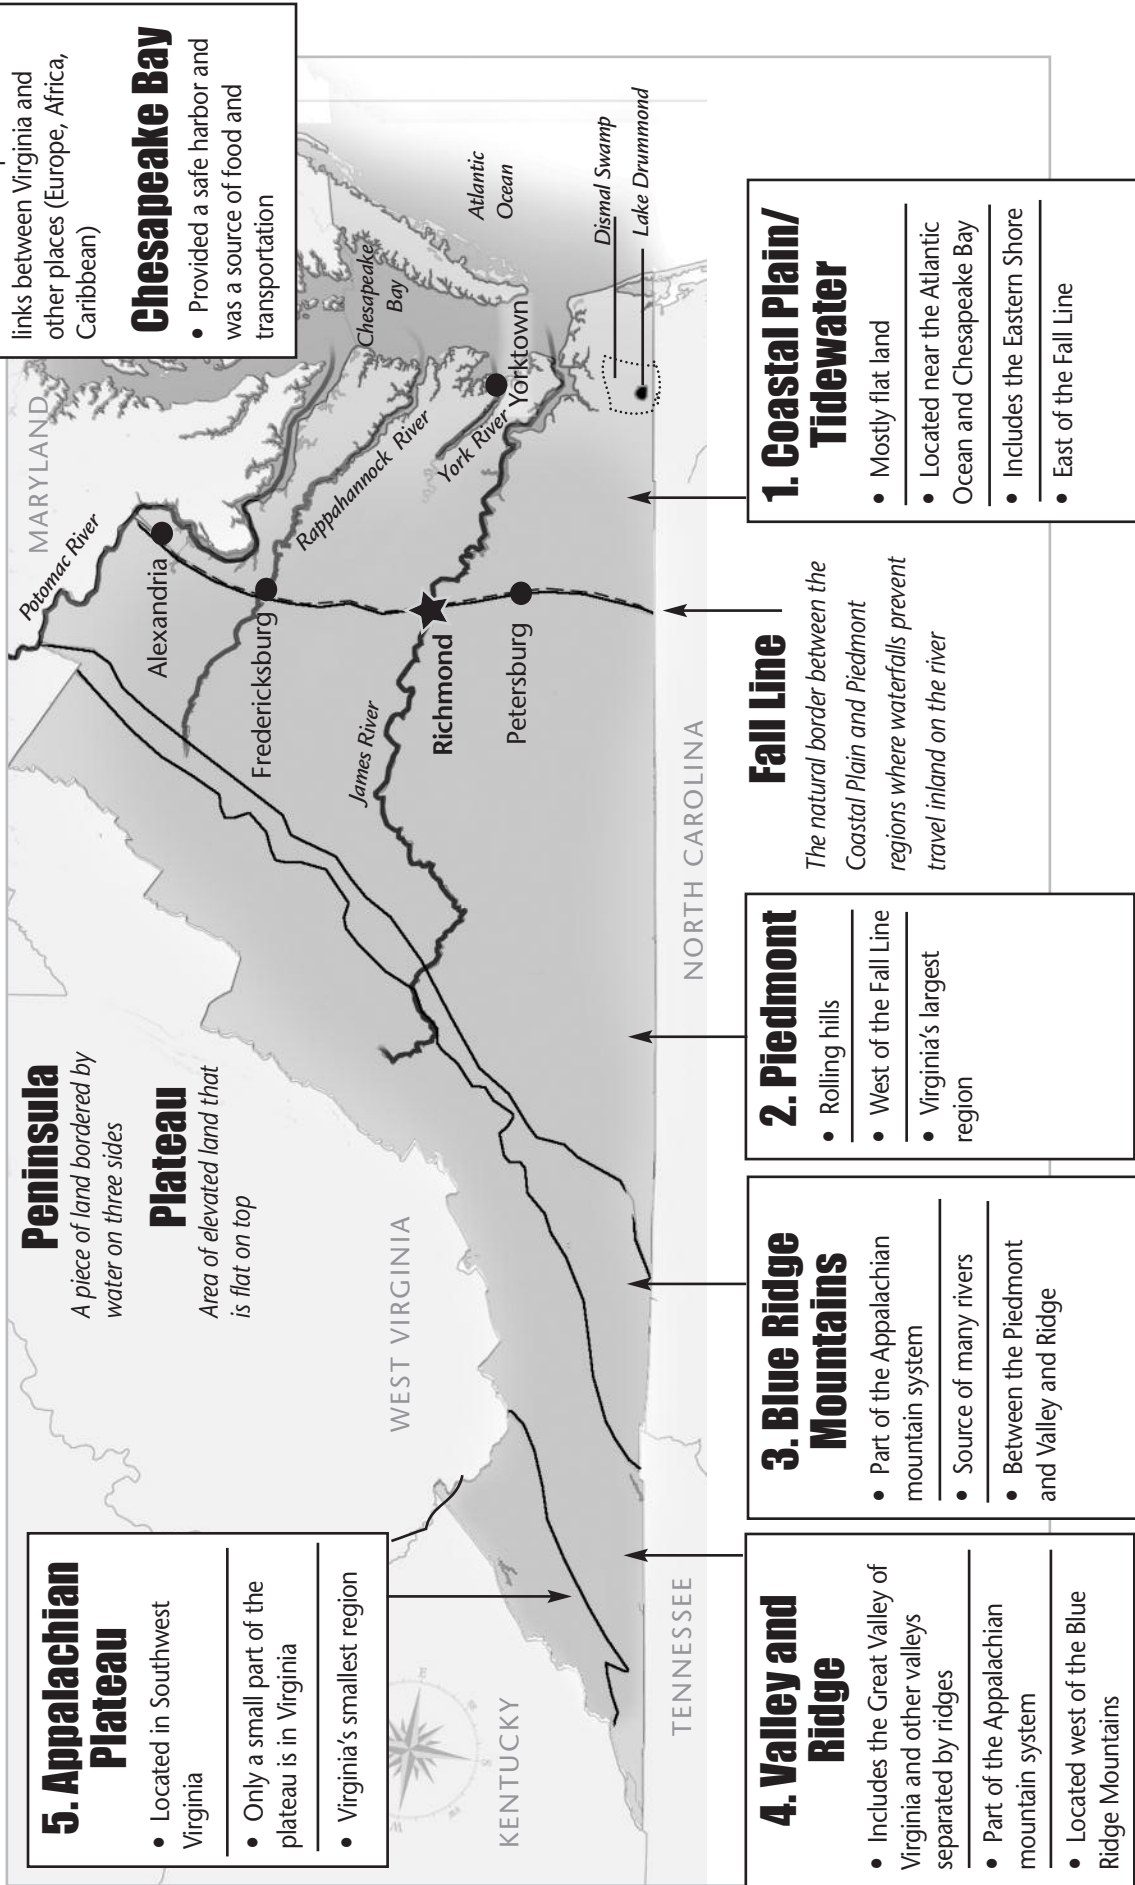 links between Virginia and
other places (Europe, Africa,
Caribbean)
Chesapeake Bay
• Provided a safe harbor and
was a source of food and
transportation
Peninsula
A piece of land bordered by
water on three sides
Plateau
Area of elevated land that
is flat on top
5. Appalachian
Plateau
• Located in Southwest
Virginia
• Only a small part of the
plateau is in Virginia
• Virginia's smallest region
MARYLAND
Potomac River
Alexandria
Fredericksburg
Rappahannock River
Chesapeake
Bay
Atlantic
Ocean
York River
Yorktown
James River
Richmond
Petersburg
Dismal Swamp
Lake Drummond
WEST VIRGINIA
KENTUCKY
TENNESSEE
NORTH CAROLINA
N
E
S
W
4. Valley and
Ridge
• Includes the Great Valley of
Virginia and other valleys
separated by ridges
• Part of the Appalachian
mountain system
• Located west of the Blue
Ridge Mountains
3. Blue Ridge
Mountains
• Part of the Appalachian
mountain system
• Source of many rivers
• Between the Piedmont
and Valley and Ridge
2. Piedmont
• Rolling hills
• West of the Fall Line
• Virginia's largest
region
Fall Line
The natural border between the
Coastal Plain and Piedmont
regions where waterfalls prevent
travel inland on the river
1. Coastal Plain/
Tidewater
• Mostly flat land
• Located near the Atlantic
Ocean and Chesapeake Bay
• Includes the Eastern Shore
• East of the Fall Line